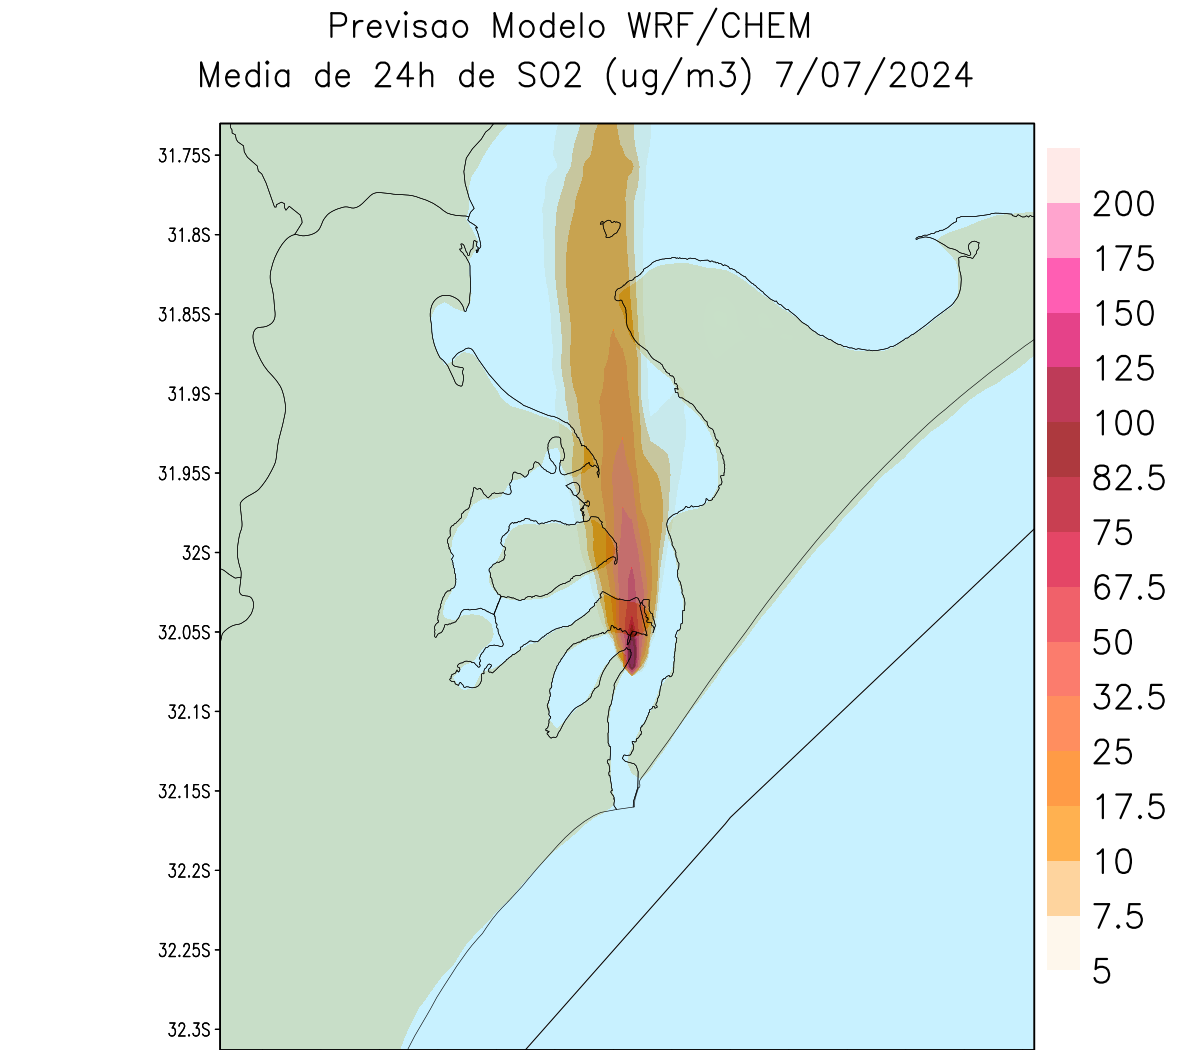 Previsao Modelo WRF/CHEM
Media de 24h de SO2 (ug/m3) 7/07/2024
31.75S
31.8S
31.85S
31.9S
31.95S
32S
32.05S
32.1S
32.15S
32.2S
32.25S
32.3S
200
175
150
125
100
82.5
75
67.5
50
32.5
25
17.5
10
7.5
5